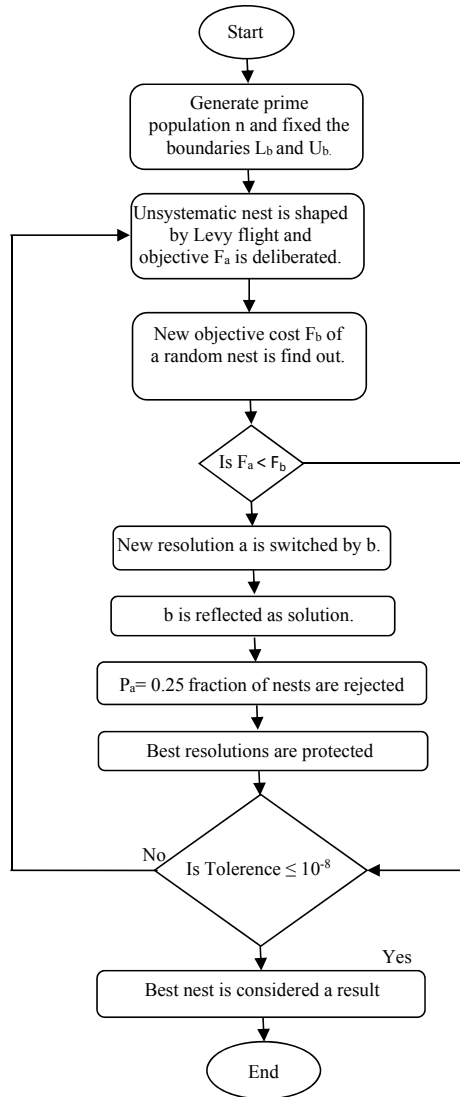 Start
Generate prime
population n and fixed the
boundaries Lb and Ub.
Unsystematic nest is shaped
by Levy flight and
objective Fa is deliberated.
New objective cost Fb of
a random nest is find out.
Is Fa < Fb
New resolution a is switched by b.
b is reflected as solution.
Pa= 0.25 fraction of nests are rejected
Best resolutions are protected
No
Is Tolerence ≤ 10-8
Yes
Best nest is considered a result
End